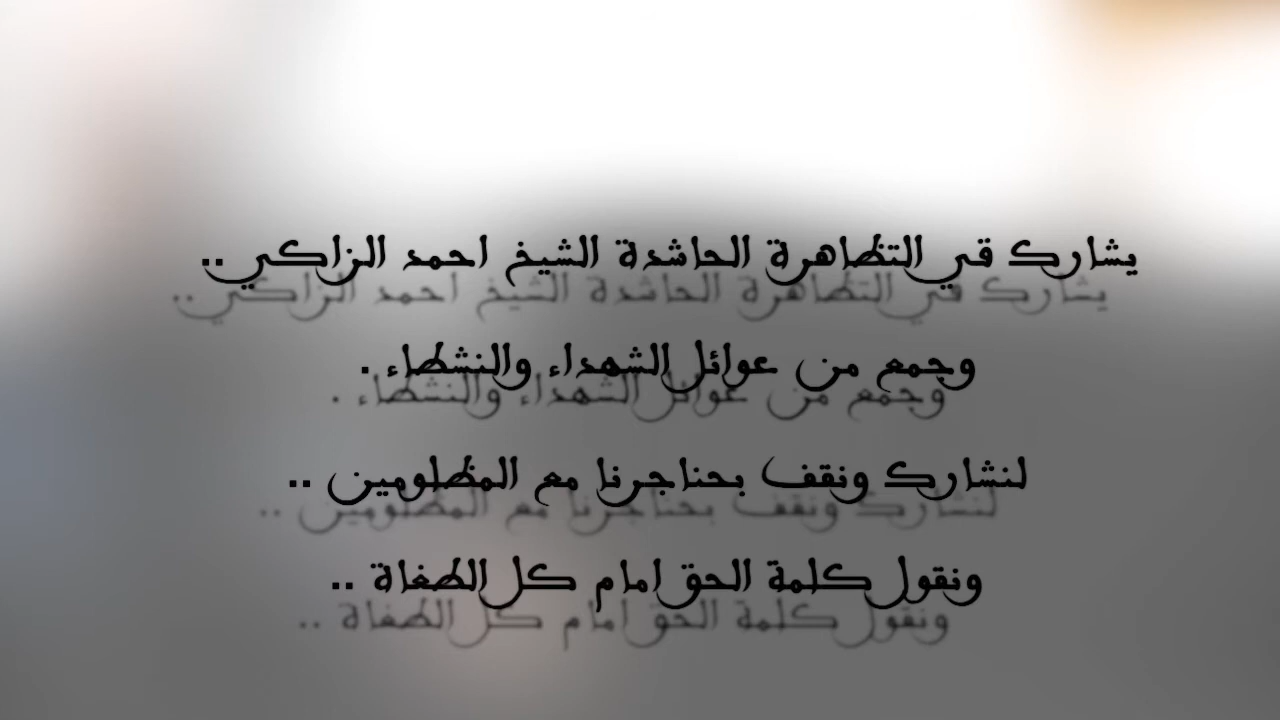 يشارك في التظاهرة الحاشدة الشيخ احمد الزاكي ..
وجمع من عوائل الشهداء والنشطاء .
لنشارك ونقف بحناجرنا مع المظلومين ..
ونقول كلمة الحق امام كل الطغاة ..